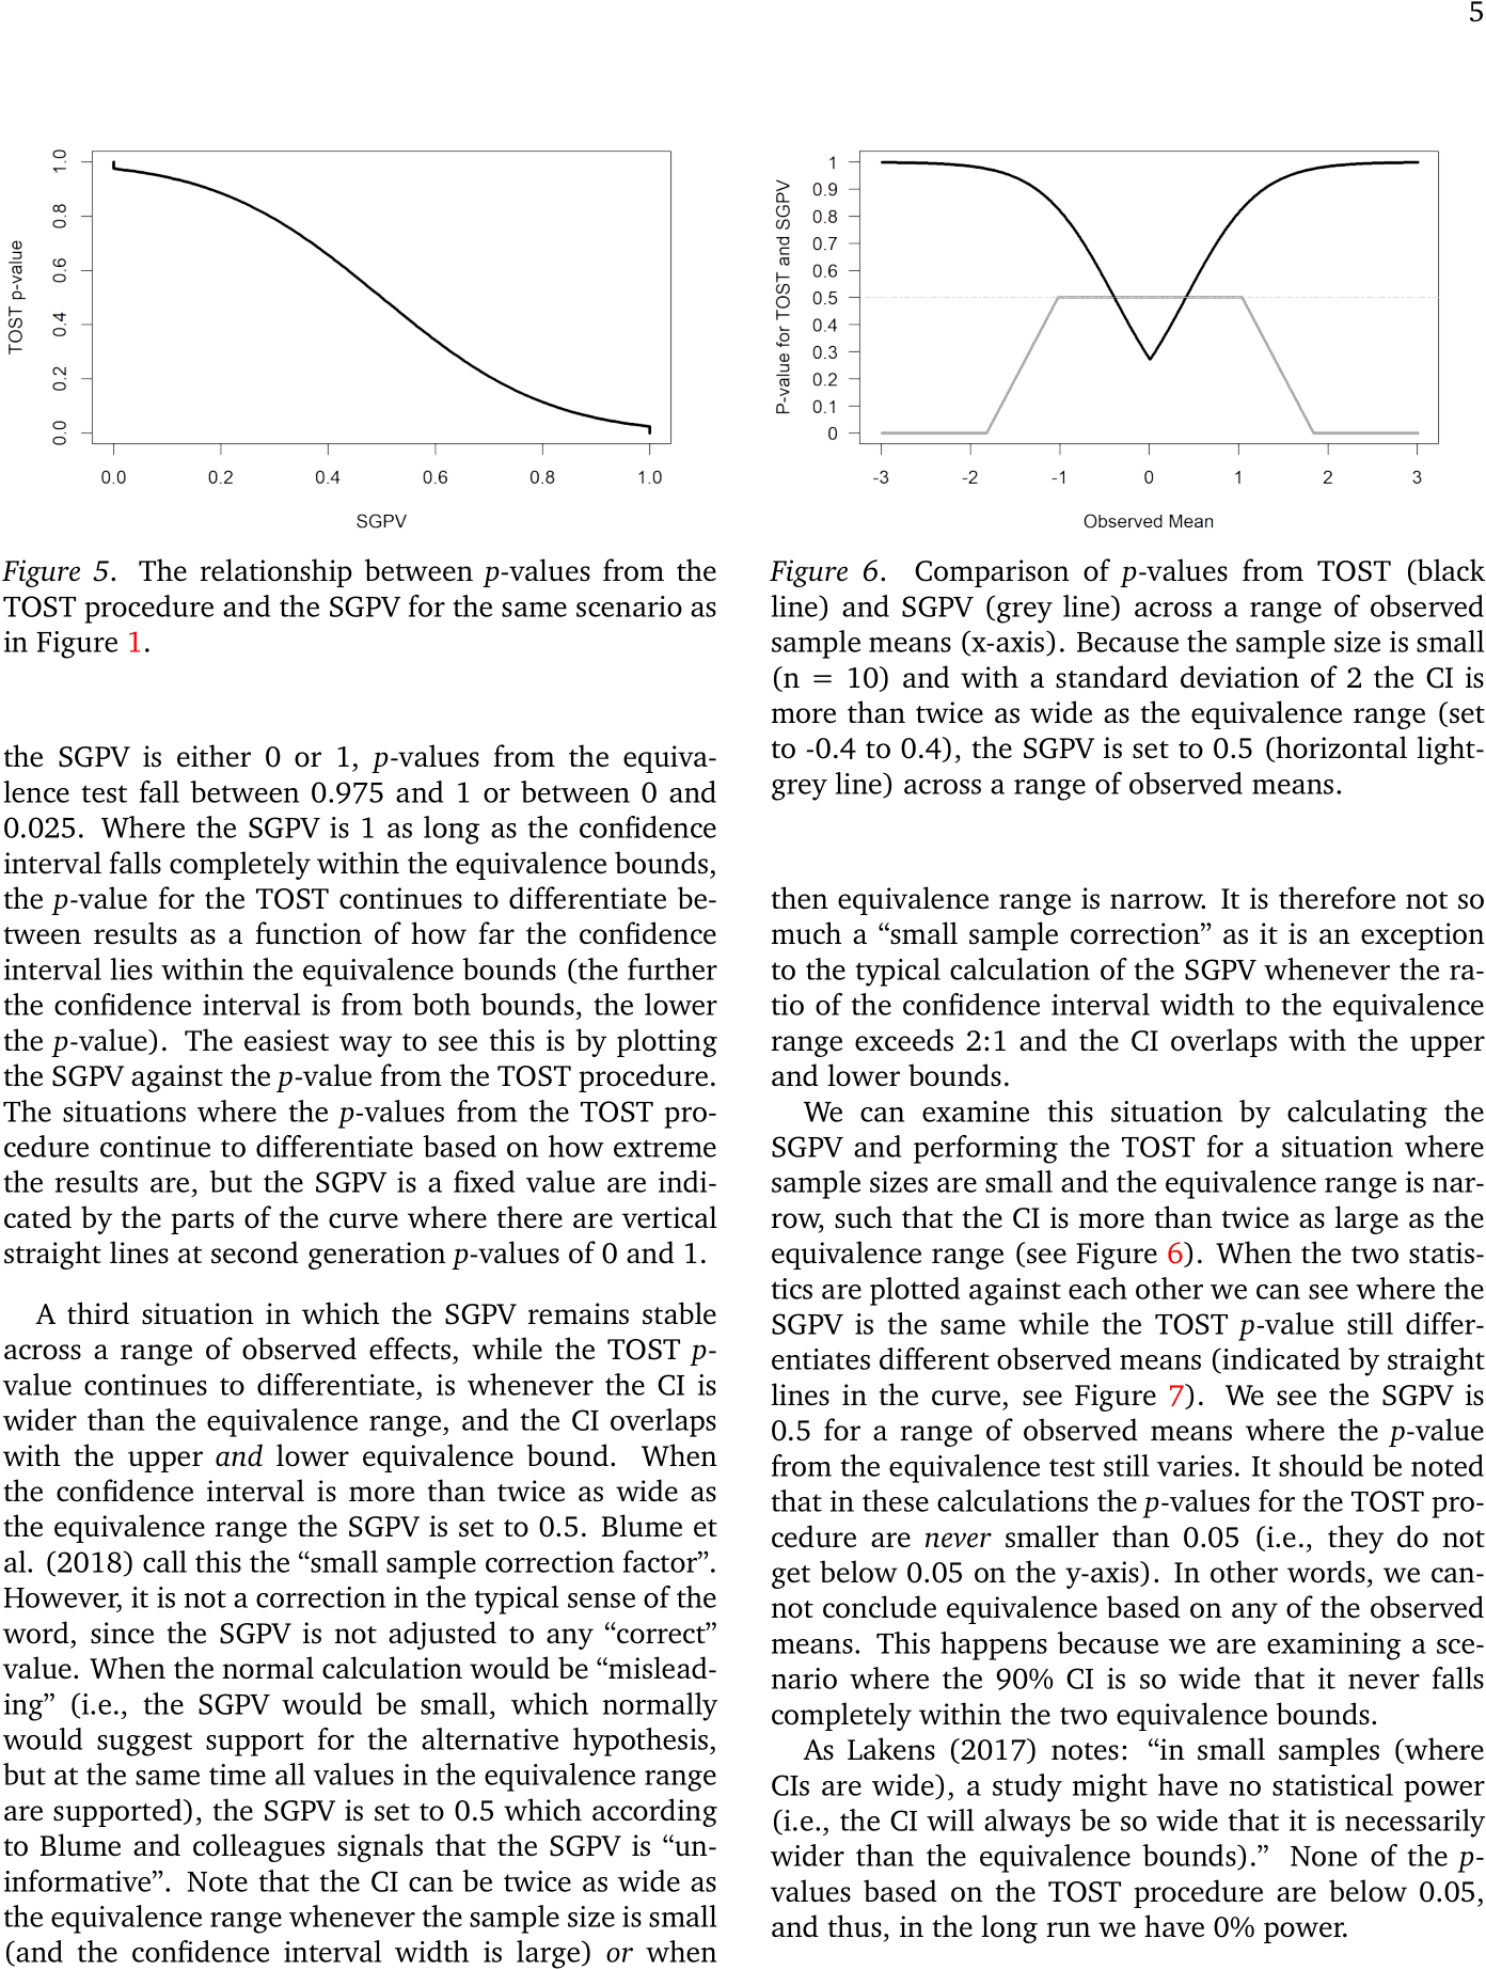 5
1.0
0.8
0.6
0.4
0.2
0.0
TOST p-value
0.0 0.2 0.4 0.6 0.8 1.0
SGPV
Figure 5. The relationship between p-values from the
TOST procedure and the SGPV for the same scenario as
in Figure 1.
the SGPV is either 0 or 1, p-values from the equiva-
lence test fall between 0.975 and 1 or between 0 and
0.025. Where the SGPV is 1 as long as the confidence
interval falls completely within the equivalence bounds,
the p-value for the TOST continues to differentiate be-
tween results as a function of how far the confidence
interval lies within the equivalence bounds (the further
the confidence interval is from both bounds, the lower
the p-value). The easiest way to see this is by plotting
the SGPV against the p-value from the TOST procedure.
The situations where the p-values from the TOST pro-
cedure continue to differentiate based on how extreme
the results are, but the SGPV is a fixed value are indi-
cated by the parts of the curve where there are vertical
straight lines at second generation p-values of 0 and 1.
A third situation in which the SGPV remains stable
across a range of observed effects, while the TOST p-
value continues to differentiate, is whenever the CI is
wider than the equivalence range, and the CI overlaps
with the upper and lower equivalence bound. When
the confidence interval is more than twice as wide as
the equivalence range the SGPV is set to 0.5. Blume et
al. (2018) call this the “small sample correction factor”.
However, it is not a correction in the typical sense of the
word, since the SGPV is not adjusted to any “correct”
value. When the normal calculation would be “mislead-
ing” (i.e., the SGPV would be small, which normally
would suggest support for the alternative hypothesis,
but at the same time all values in the equivalence range
are supported), the SGPV is set to 0.5 which according
to Blume and colleagues signals that the SGPV is “un-
informative”. Note that the CI can be twice as wide as
the equivalence range whenever the sample size is small
(and the confidence interval width is large) or when
1
0.9
0.8
0.7
0.6
0.5
0.4
0.3
0.2
0.1
0
P-value for TOST and SGPV
-3 -2 -1 0 1 2 3
Observed Mean
Figure 6. Comparison of p-values from TOST (black
line) and SGPV (grey line) across a range of observed
sample means (x-axis). Because the sample size is small
(n = 10) and with a standard deviation of 2 the CI is
more than twice as wide as the equivalence range (set
to -0.4 to 0.4), the SGPV is set to 0.5 (horizontal light-
grey line) across a range of observed means.
then equivalence range is narrow. It is therefore not so
much a “small sample correction” as it is an exception
to the typical calculation of the SGPV whenever the ra-
tio of the confidence interval width to the equivalence
range exceeds 2:1 and the CI overlaps with the upper
and lower bounds.
We can examine this situation by calculating the
SGPV and performing the TOST for a situation where
sample sizes are small and the equivalence range is nar-
row, such that the CI is more than twice as large as the
equivalence range (see Figure 6). When the two statis-
tics are plotted against each other we can see where the
SGPV is the same while the TOST p-value still differ-
entiates different observed means (indicated by straight
lines in the curve, see Figure 7). We see the SGPV is
0.5 for a range of observed means where the p-value
from the equivalence test still varies. It should be noted
that in these calculations the p-values for the TOST pro-
cedure are never smaller than 0.05 (i.e., they do not
get below 0.05 on the y-axis). In other words, we can-
not conclude equivalence based on any of the observed
means. This happens because we are examining a sce-
nario where the 90% CI is so wide that it never falls
completely within the two equivalence bounds.
As Lakens (2017) notes: “in small samples (where
CIs are wide), a study might have no statistical power
(i.e., the CI will always be so wide that it is necessarily
wider than the equivalence bounds).” None of the p-
values based on the TOST procedure are below 0.05,
and thus, in the long run we have 0% power.